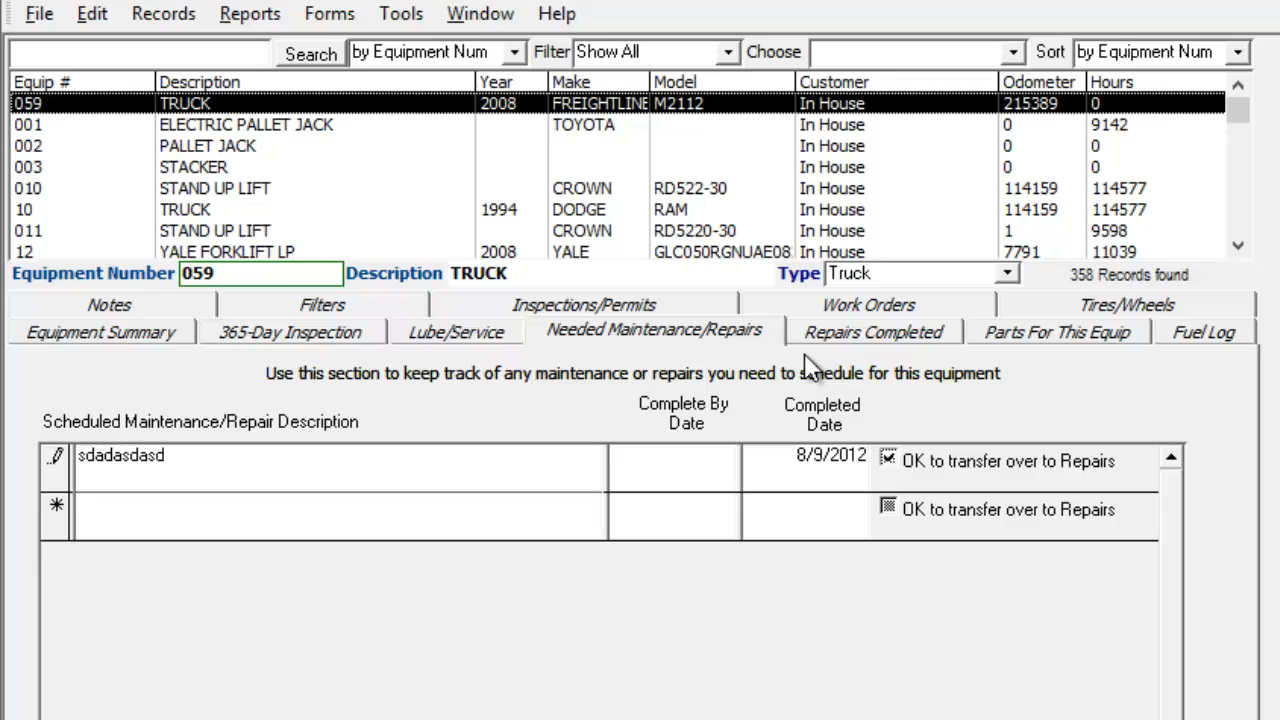 File Edit Records Reports Forms Tools Window Help
Search by Equipment Num Filter Show All Choose Sort by Equipment Num
Equip # Description Year Make Model Customer Odometer Hours
059 TRUCK 2008 FREIGHTLINE M2112 In House 215389 0
001 ELECTRIC PALLET JACK TOYOTA In House 0 9142
002 PALLET JACK In House 0 0
003 STACKER In House 0 0
010 STAND UP LIFT CROWN RD522-30 In House 114159 114577
10 TRUCK 1994 DODGE RAM In House 114159 114577
011 STAND UP LIFT CROWN RD5220-30 In House 1 9598
12 YALE FORKLIFT LP 2008 YALE GLC050RGNUAE08 In House 7791 11039
Equipment Number 059 Description TRUCK Type Truck 358 Records found
Notes Filters Inspections/Permits Work Orders Tires/Wheels
Equipment Summary 365-Day Inspection Lube/Service Needed Maintenance/Repairs Repairs Completed Parts For This Equip Fuel Log
Use this section to keep track of any maintenance or repairs you need to schedule for this equipment
Scheduled Maintenance/Repair Description Complete By Date Completed Date
sdadasdasd 8/9/2012 OK to transfer over to Repairs
OK to transfer over to Repairs